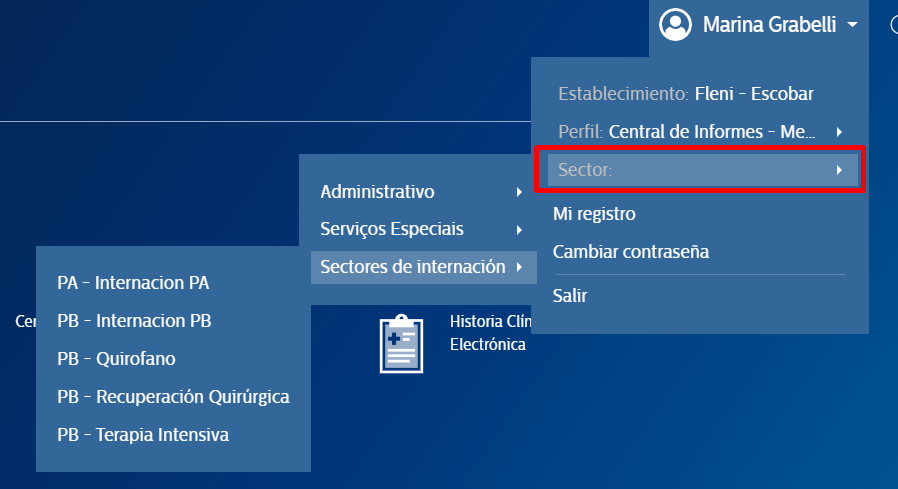 Marina Grabelli
Establecimiento: Fleni - Escobar
Perfil: Central de Informes - Me...
Sector:
Mi registro
Cambiar contraseña
Salir
Administrativo
Serviços Especiais
Sectores de internación
PA - Internacion PA
PB - Internacion PB
PB - Quirofano
PB - Recuperación Quirúrgica
PB - Terapia Intensiva
Cer
Historia Clín
Electrónica